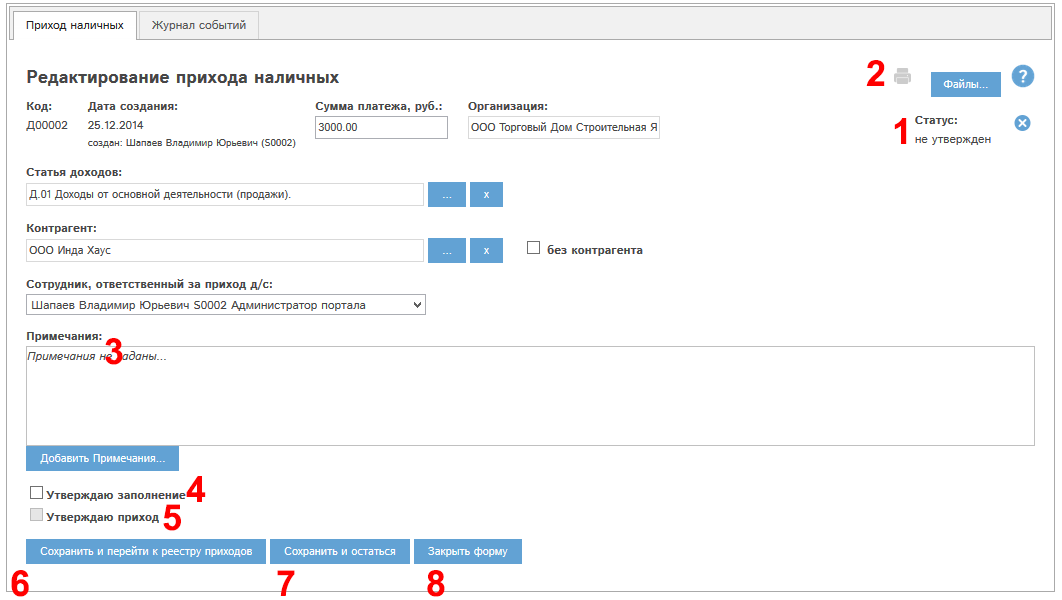 Приход наличных Журнал событий
Редактирование прихода наличных 2 Файлы... ?
Код: Дата создания: Сумма платежа, руб.: Организация:
Д00002 25.12.2014 3000.00 ООО Торговый Дом Строительная Я 1 Статус:
создан: Шапаев Владимир Юрьевич (S0002) не утвержден
Статья доходов:
Д.01 Доходы от основной деятельности (продажи). ... x
Контрагент:
ООО Инда Хаус ... x без контрагента
Сотрудник, ответственный за приход д/с:
Шапаев Владимир Юрьевич S0002 Администратор портала
Примечания: 3
Примечания не заданы...
Добавить Примечания...
Утверждаю заполнение 4
Утверждаю приход 5
Сохранить и перейти к реестру приходов Сохранить и остаться Закрыть форму
6 7 8